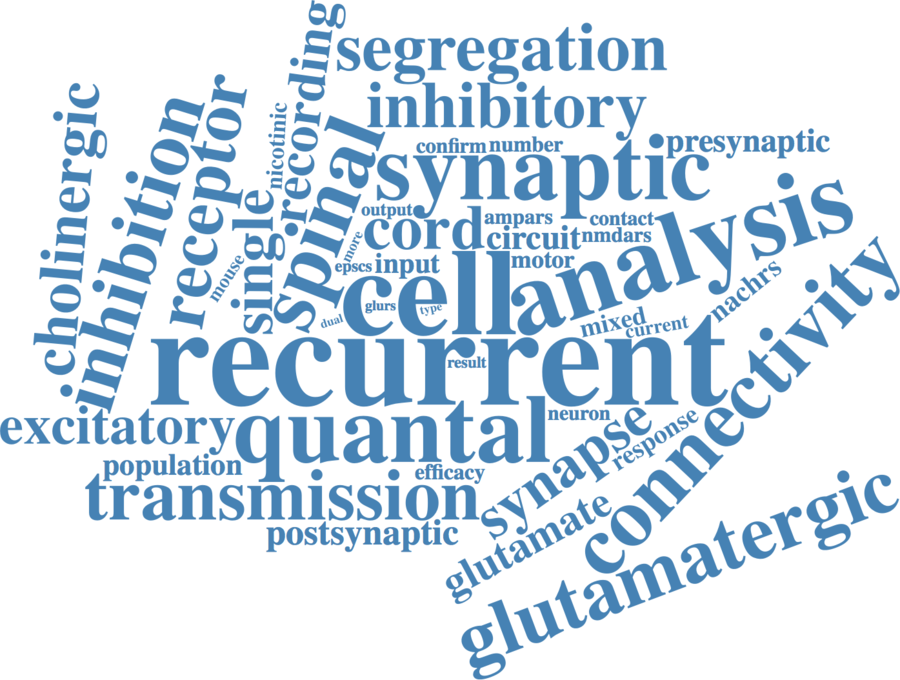 segregation
recording
inhibitory
cholinergic
inhibition
receptor
nicotinic
confirm
number
presynaptic
synaptic
spinal
analysis
output
ampars
contact
cord
circuit
nmdars
single
more
mouse
epscs
input
motor
cell
nachrs
connectivity
dual
glurs
type
mixed
current
recurrent
result
excitatory
quantal
neuron
synapse
response
population
efficacy
transmission
postsynaptic
glutamate
glutamatergic